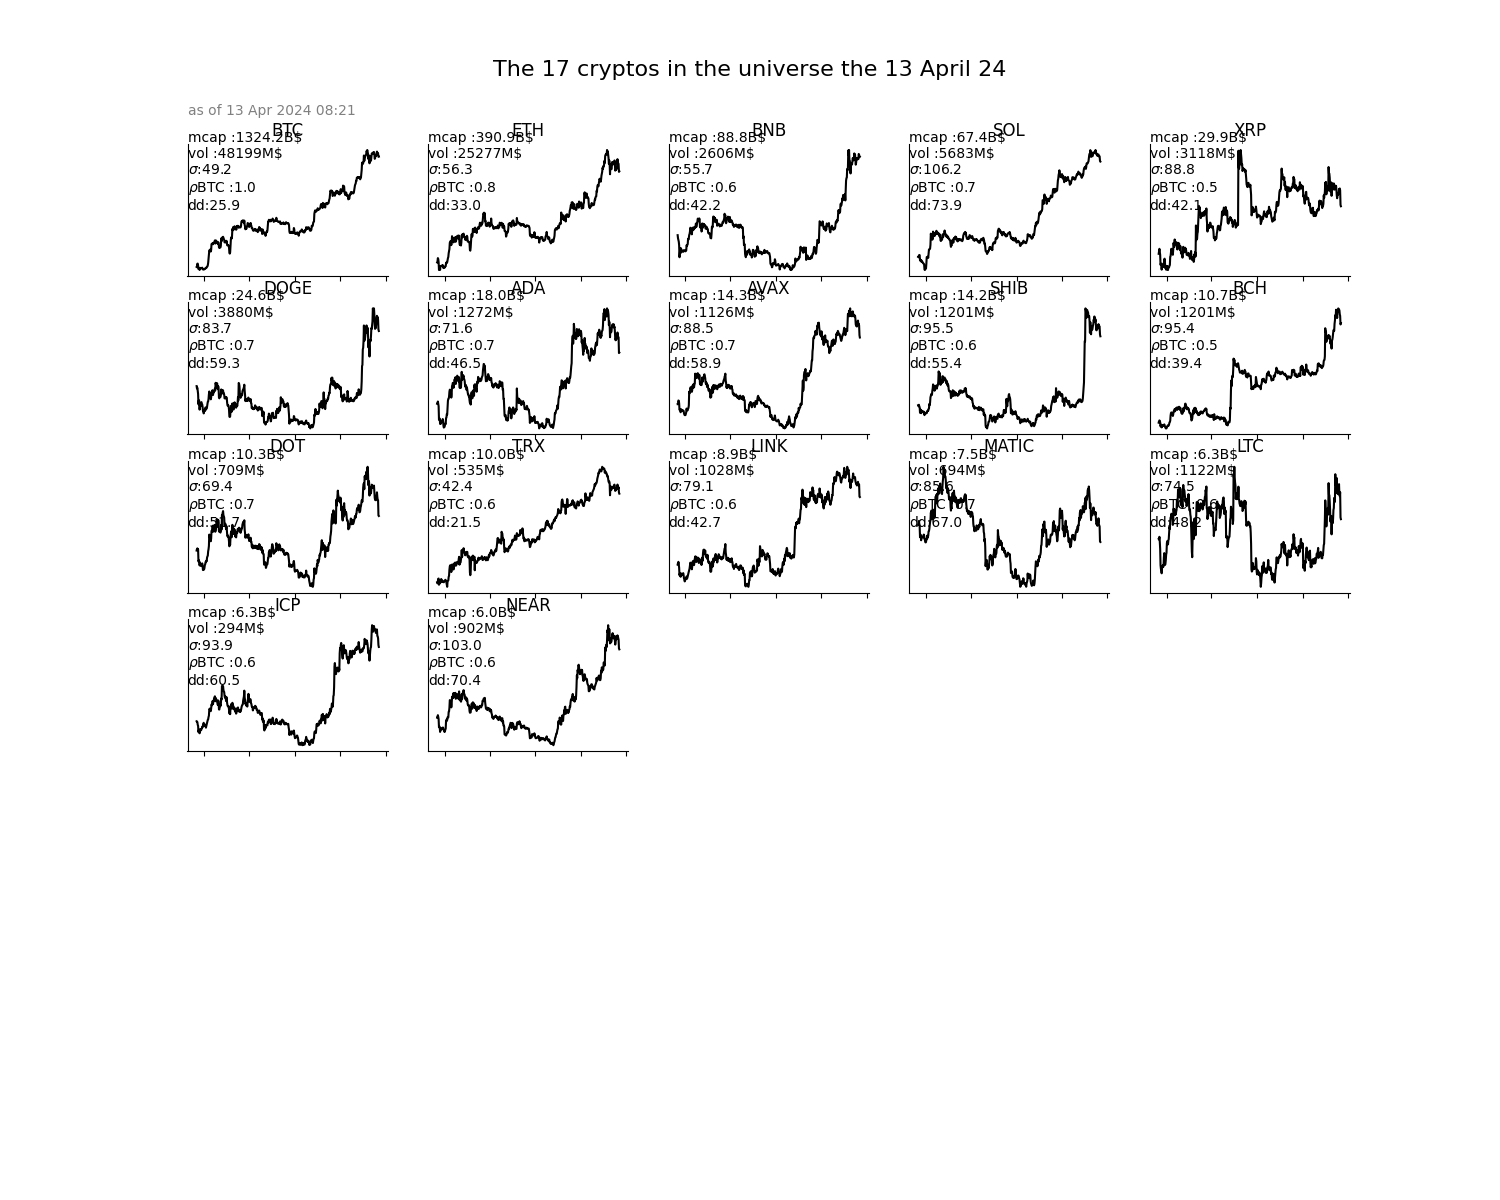 The 17 cryptos in the universe the 13 April 24
as of 13 Apr 2024 08:21
BTC
mcap :1324.2B$
vol :48199M$
σ:49.2
ρBTC :1.0
dd:25.9
ETH
mcap :390.9B$
vol :25277M$
σ:56.3
ρBTC :0.8
dd:33.0
BNB
mcap :88.8B$
vol :2606M$
σ:55.7
ρBTC :0.6
dd:42.2
SOL
mcap :67.4B$
vol :5683M$
σ:106.2
ρBTC :0.7
dd:73.9
XRP
mcap :29.9B$
vol :3118M$
σ:88.8
ρBTC :0.5
dd:42.1
DOGE
mcap :24.6B$
vol :3880M$
σ:83.7
ρBTC :0.7
dd:59.3
ADA
mcap :18.0B$
vol :1272M$
σ:71.6
ρBTC :0.7
dd:46.5
AVAX
mcap :14.3B$
vol :1126M$
σ:88.5
ρBTC :0.7
dd:58.9
SHIB
mcap :14.2B$
vol :1201M$
σ:95.5
ρBTC :0.6
dd:55.4
BCH
mcap :10.7B$
vol :1201M$
σ:95.4
ρBTC :0.5
dd:39.4
DOT
mcap :10.3B$
vol :709M$
σ:69.4
ρBTC :0.7
TRX
mcap :10.0B$
vol :535M$
σ:42.4
ρBTC :0.6
dd:21.5
LINK
mcap :8.9B$
vol :1028M$
σ:79.1
ρBTC :0.6
dd:42.7
MATIC
mcap :7.5B$
vol :694M$
σ:85.6
ρBTC :0.7
dd:67.0
LTC
mcap :6.3B$
vol :1122M$
σ:74.5
ρBTC :0.6
dd:48.2
ICP
mcap :6.3B$
vol :294M$
σ:93.9
ρBTC :0.6
dd:60.5
NEAR
mcap :6.0B$
vol :902M$
σ:103.0
ρBTC :0.6
dd:70.4